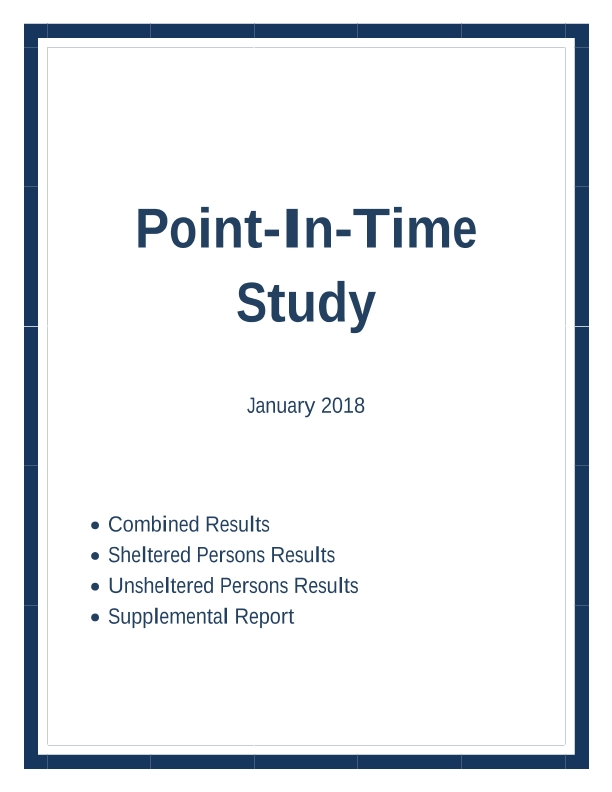 Point-In-Time
Study
January 2018
• Combined Results
• Sheltered Persons Results
• Unsheltered Persons Results
• Supplemental Report